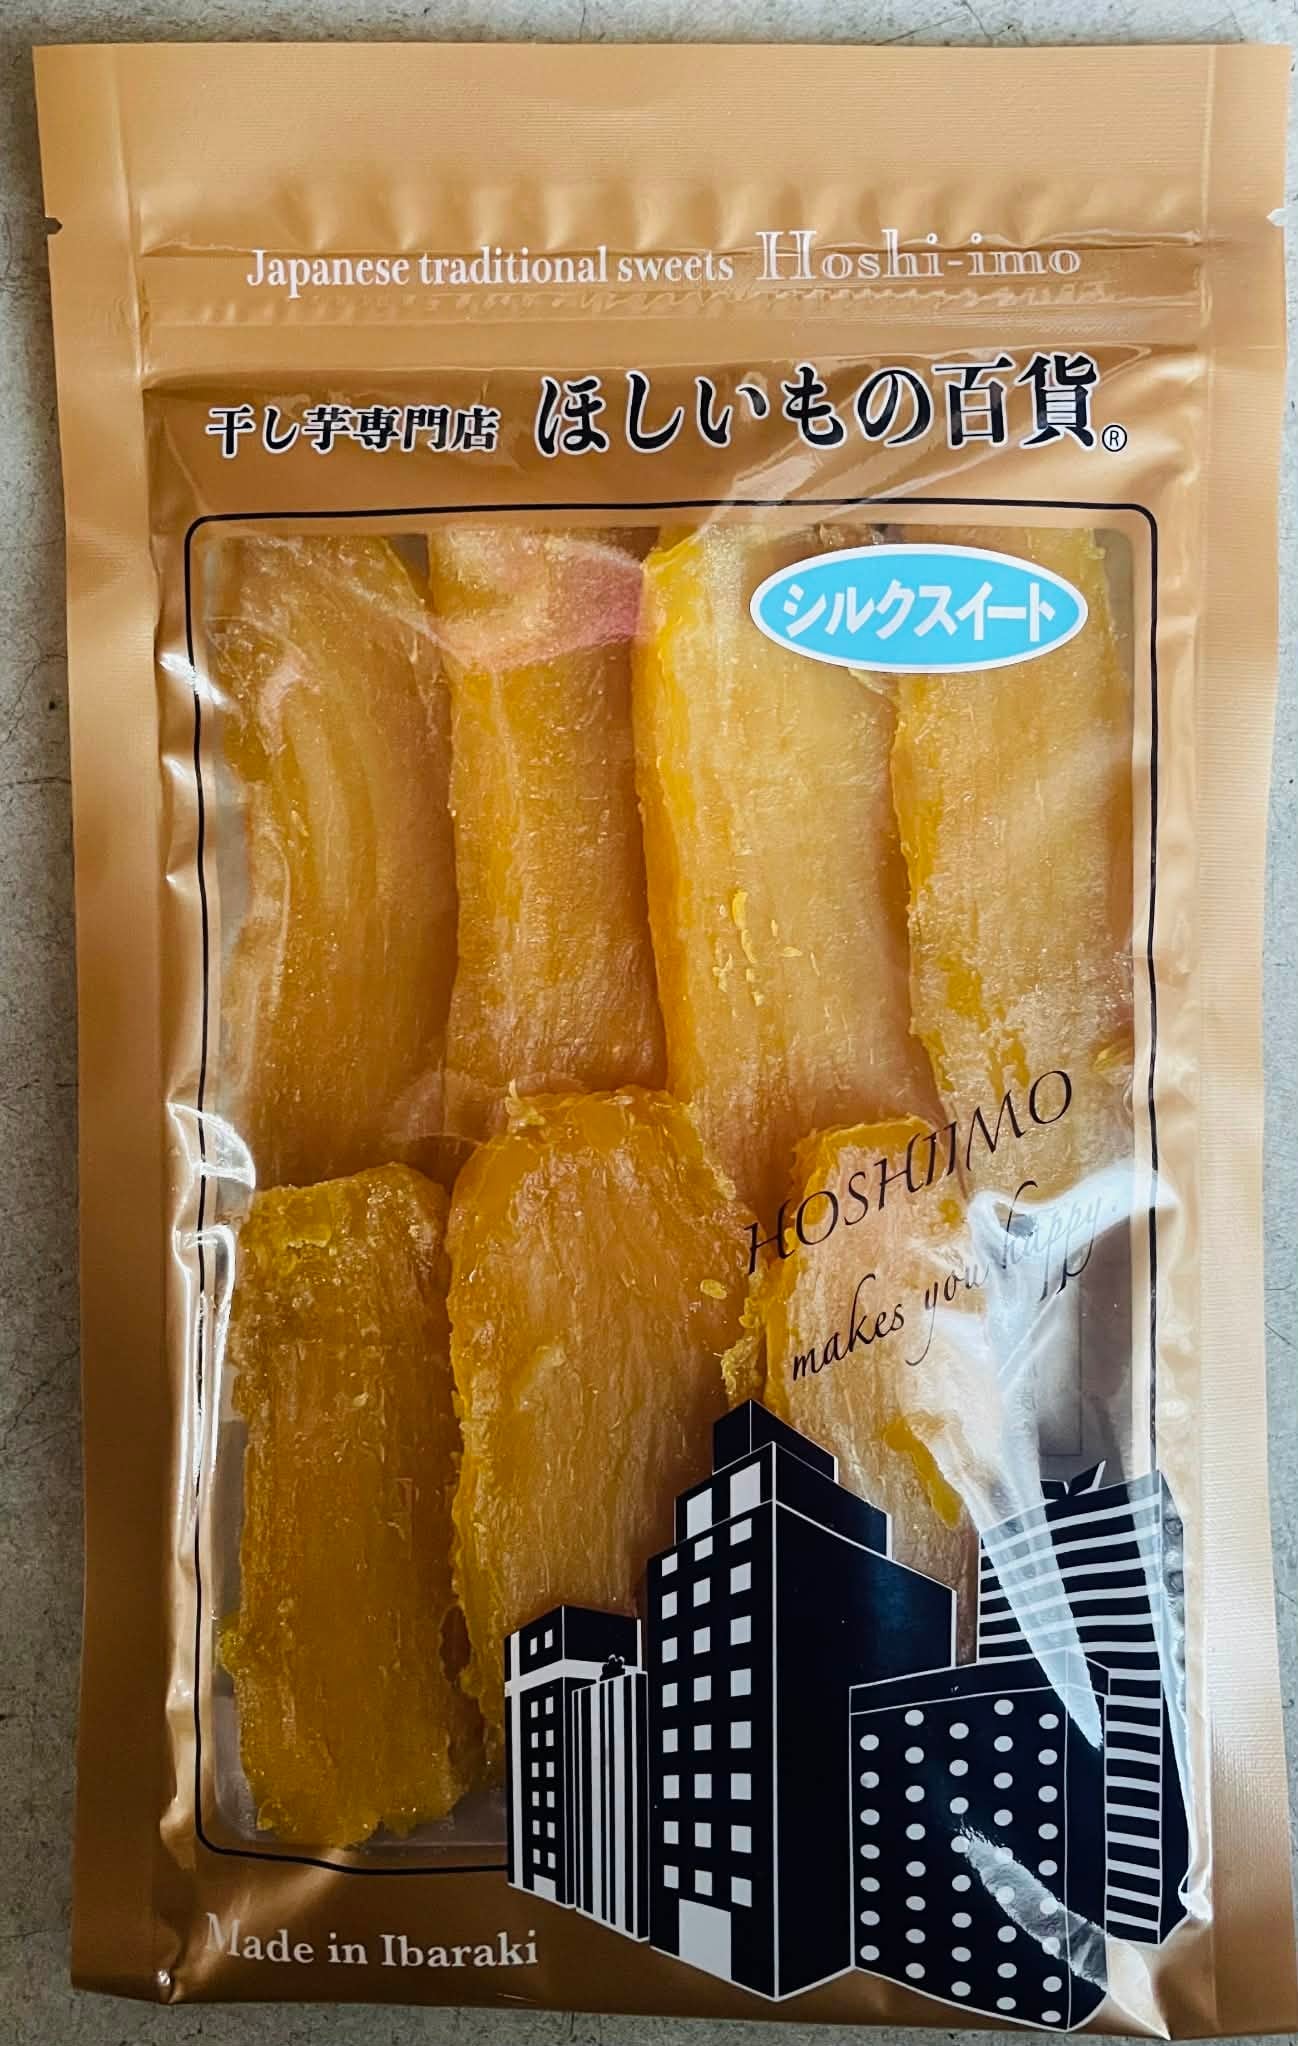 Japanese traditional sweets Hoshi-imo
干し芋専門店 ほしいもの百貨®
シルクスイート
HOSHIIMO
makes you happy.
Made in Ibaraki